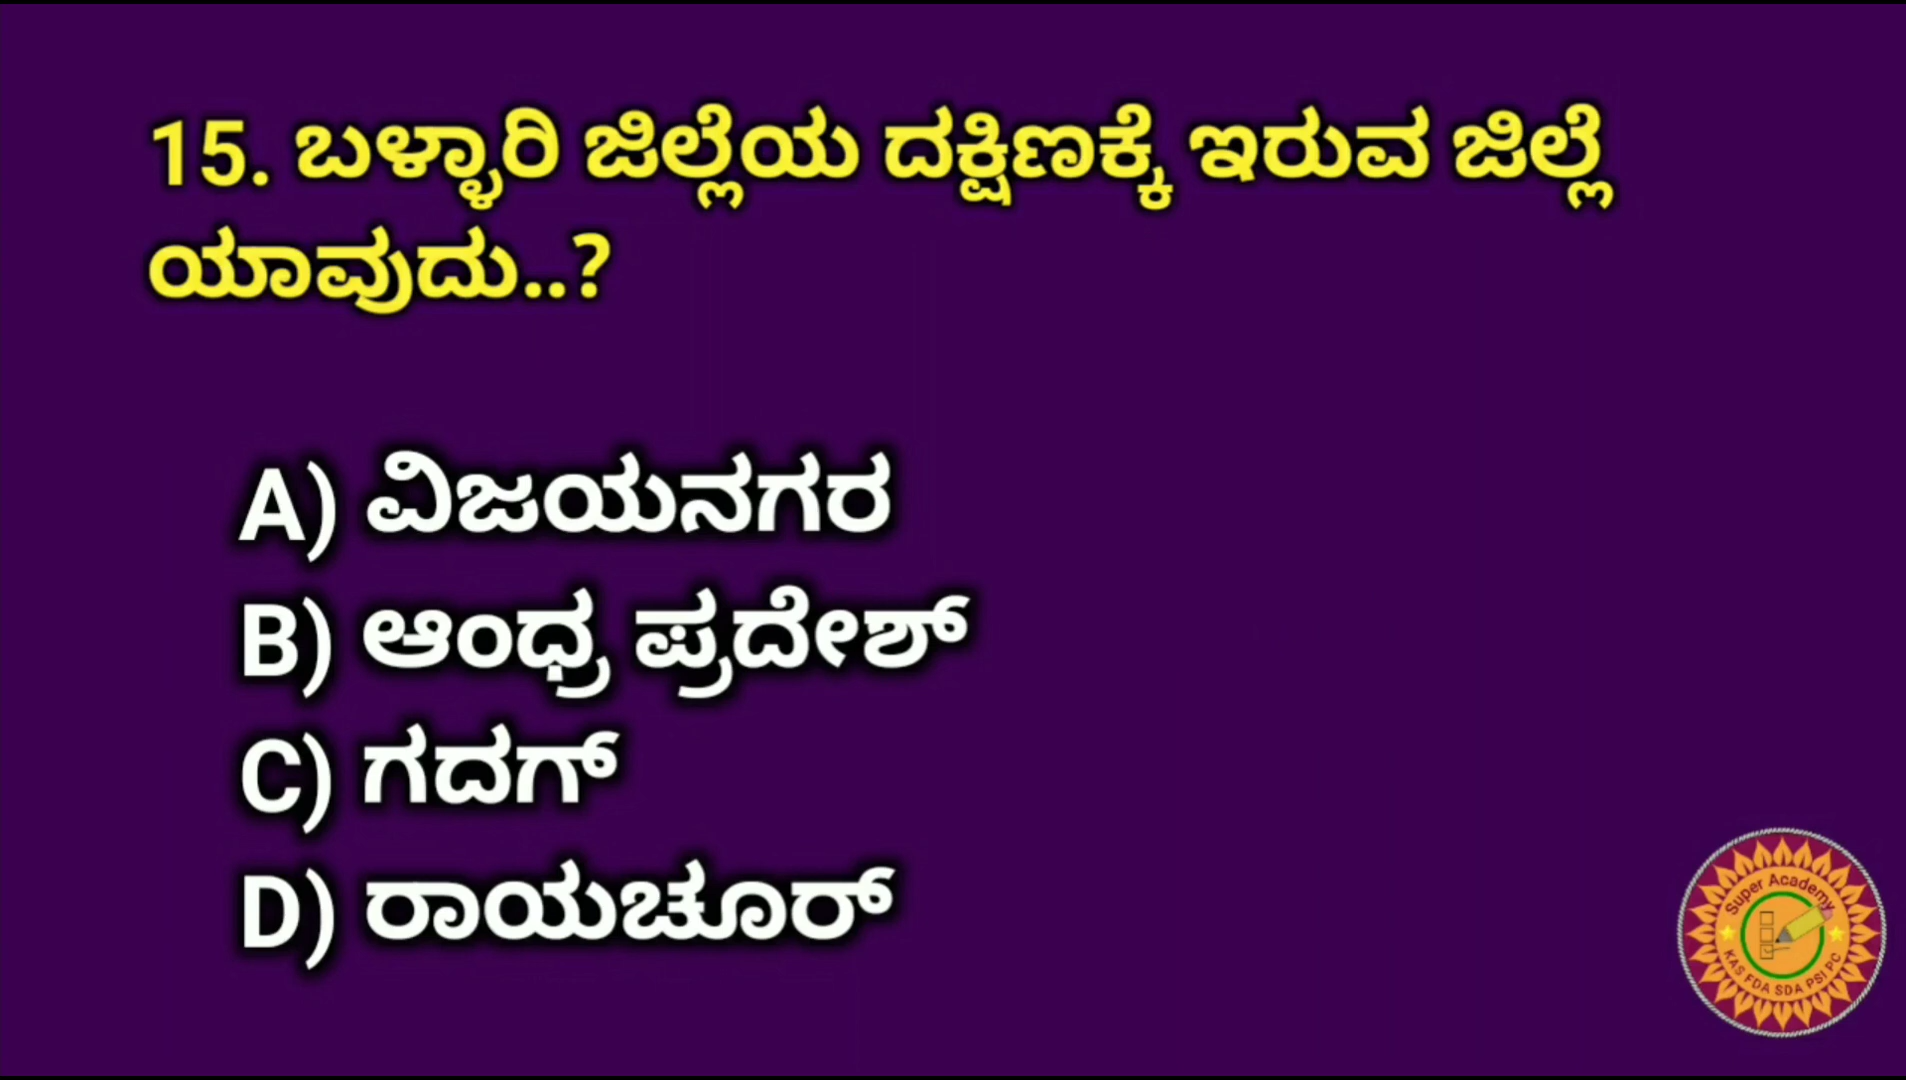 15. ಬಳ್ಳಾರಿ ಜಿಲ್ಲೆಯ ದಕ್ಷಿಣಕ್ಕೆ ಇರುವ ಜಿಲ್ಲೆ
ಯಾವುದು..?
A) ವಿಜಯನಗರ
B) ಆಂಧ್ರ ಪ್ರದೇಶ್
C) ಗದಗ್
D) ರಾಯಚೂರ್
Super Academy
KAS FDA SDA PSI PC